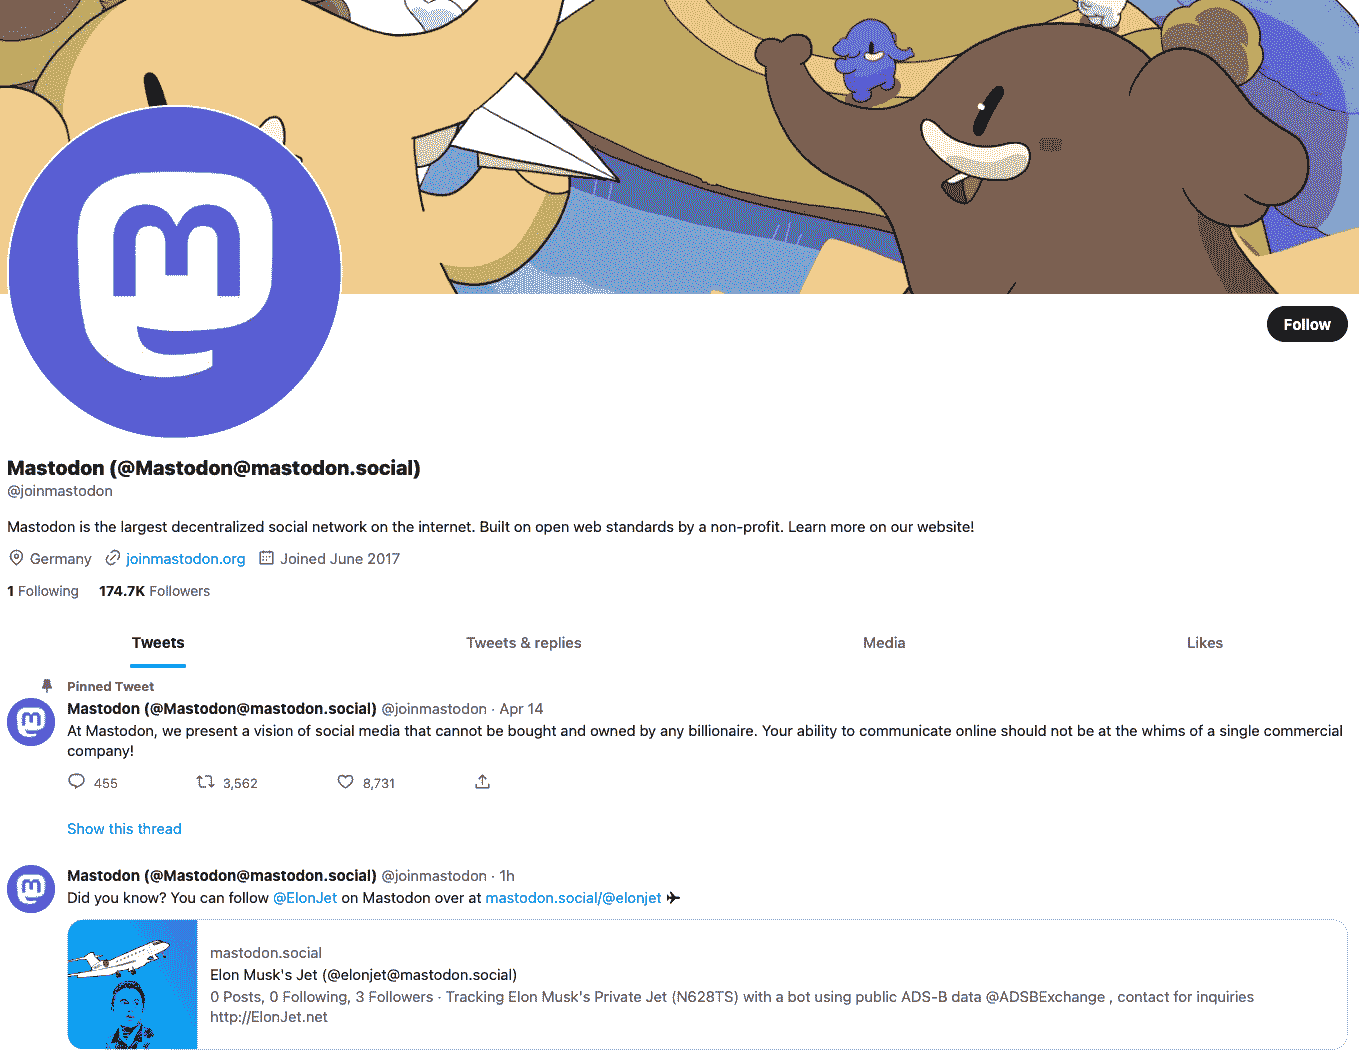 Follow
Mastodon (@Mastodon@mastodon.social)
@joinmastodon
Mastodon is the largest decentralized social network on the internet. Built on open web standards by a non-profit. Learn more on our website!
Germany joinmastodon.org Joined June 2017
1 Following 174.7K Followers
Tweets Tweets & replies Media Likes
Pinned Tweet
Mastodon (@Mastodon@mastodon.social) @joinmastodon · Apr 14
At Mastodon, we present a vision of social media that cannot be bought and owned by any billionaire. Your ability to communicate online should not be at the whims of a single commercial
company!
455 3,562 8,731
Show this thread
Mastodon (@Mastodon@mastodon.social) @joinmastodon · 1h
Did you know? You can follow @ElonJet on Mastodon over at mastodon.social/@elonjet ✈
mastodon.social
Elon Musk's Jet (@elonjet@mastodon.social)
0 Posts, 0 Following, 3 Followers · Tracking Elon Musk's Private Jet (N628TS) with a bot using public ADS-B data @ADSBExchange , contact for inquiries
http://ElonJet.net